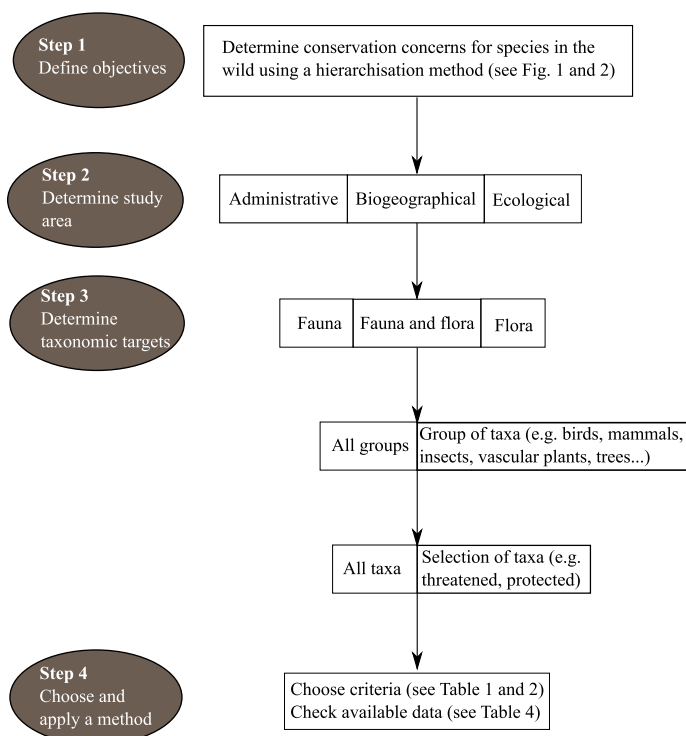 Step 1
Define objectives
Determine conservation concerns for species in the
wild using a hierarchisation method (see Fig. 1 and 2)
Step 2
Determine study
area
Administrative
Biogeographical
Ecological
Step 3
Determine
taxonomic targets
Fauna
Fauna and flora
Flora
All groups
Group of taxa (e.g. birds, mammals,
insects, vascular plants, trees...)
All taxa
Selection of taxa (e.g.
threatened, protected)
Step 4
Choose and
apply a method
Choose criteria (see Table 1 and 2)
Check available data (see Table 4)